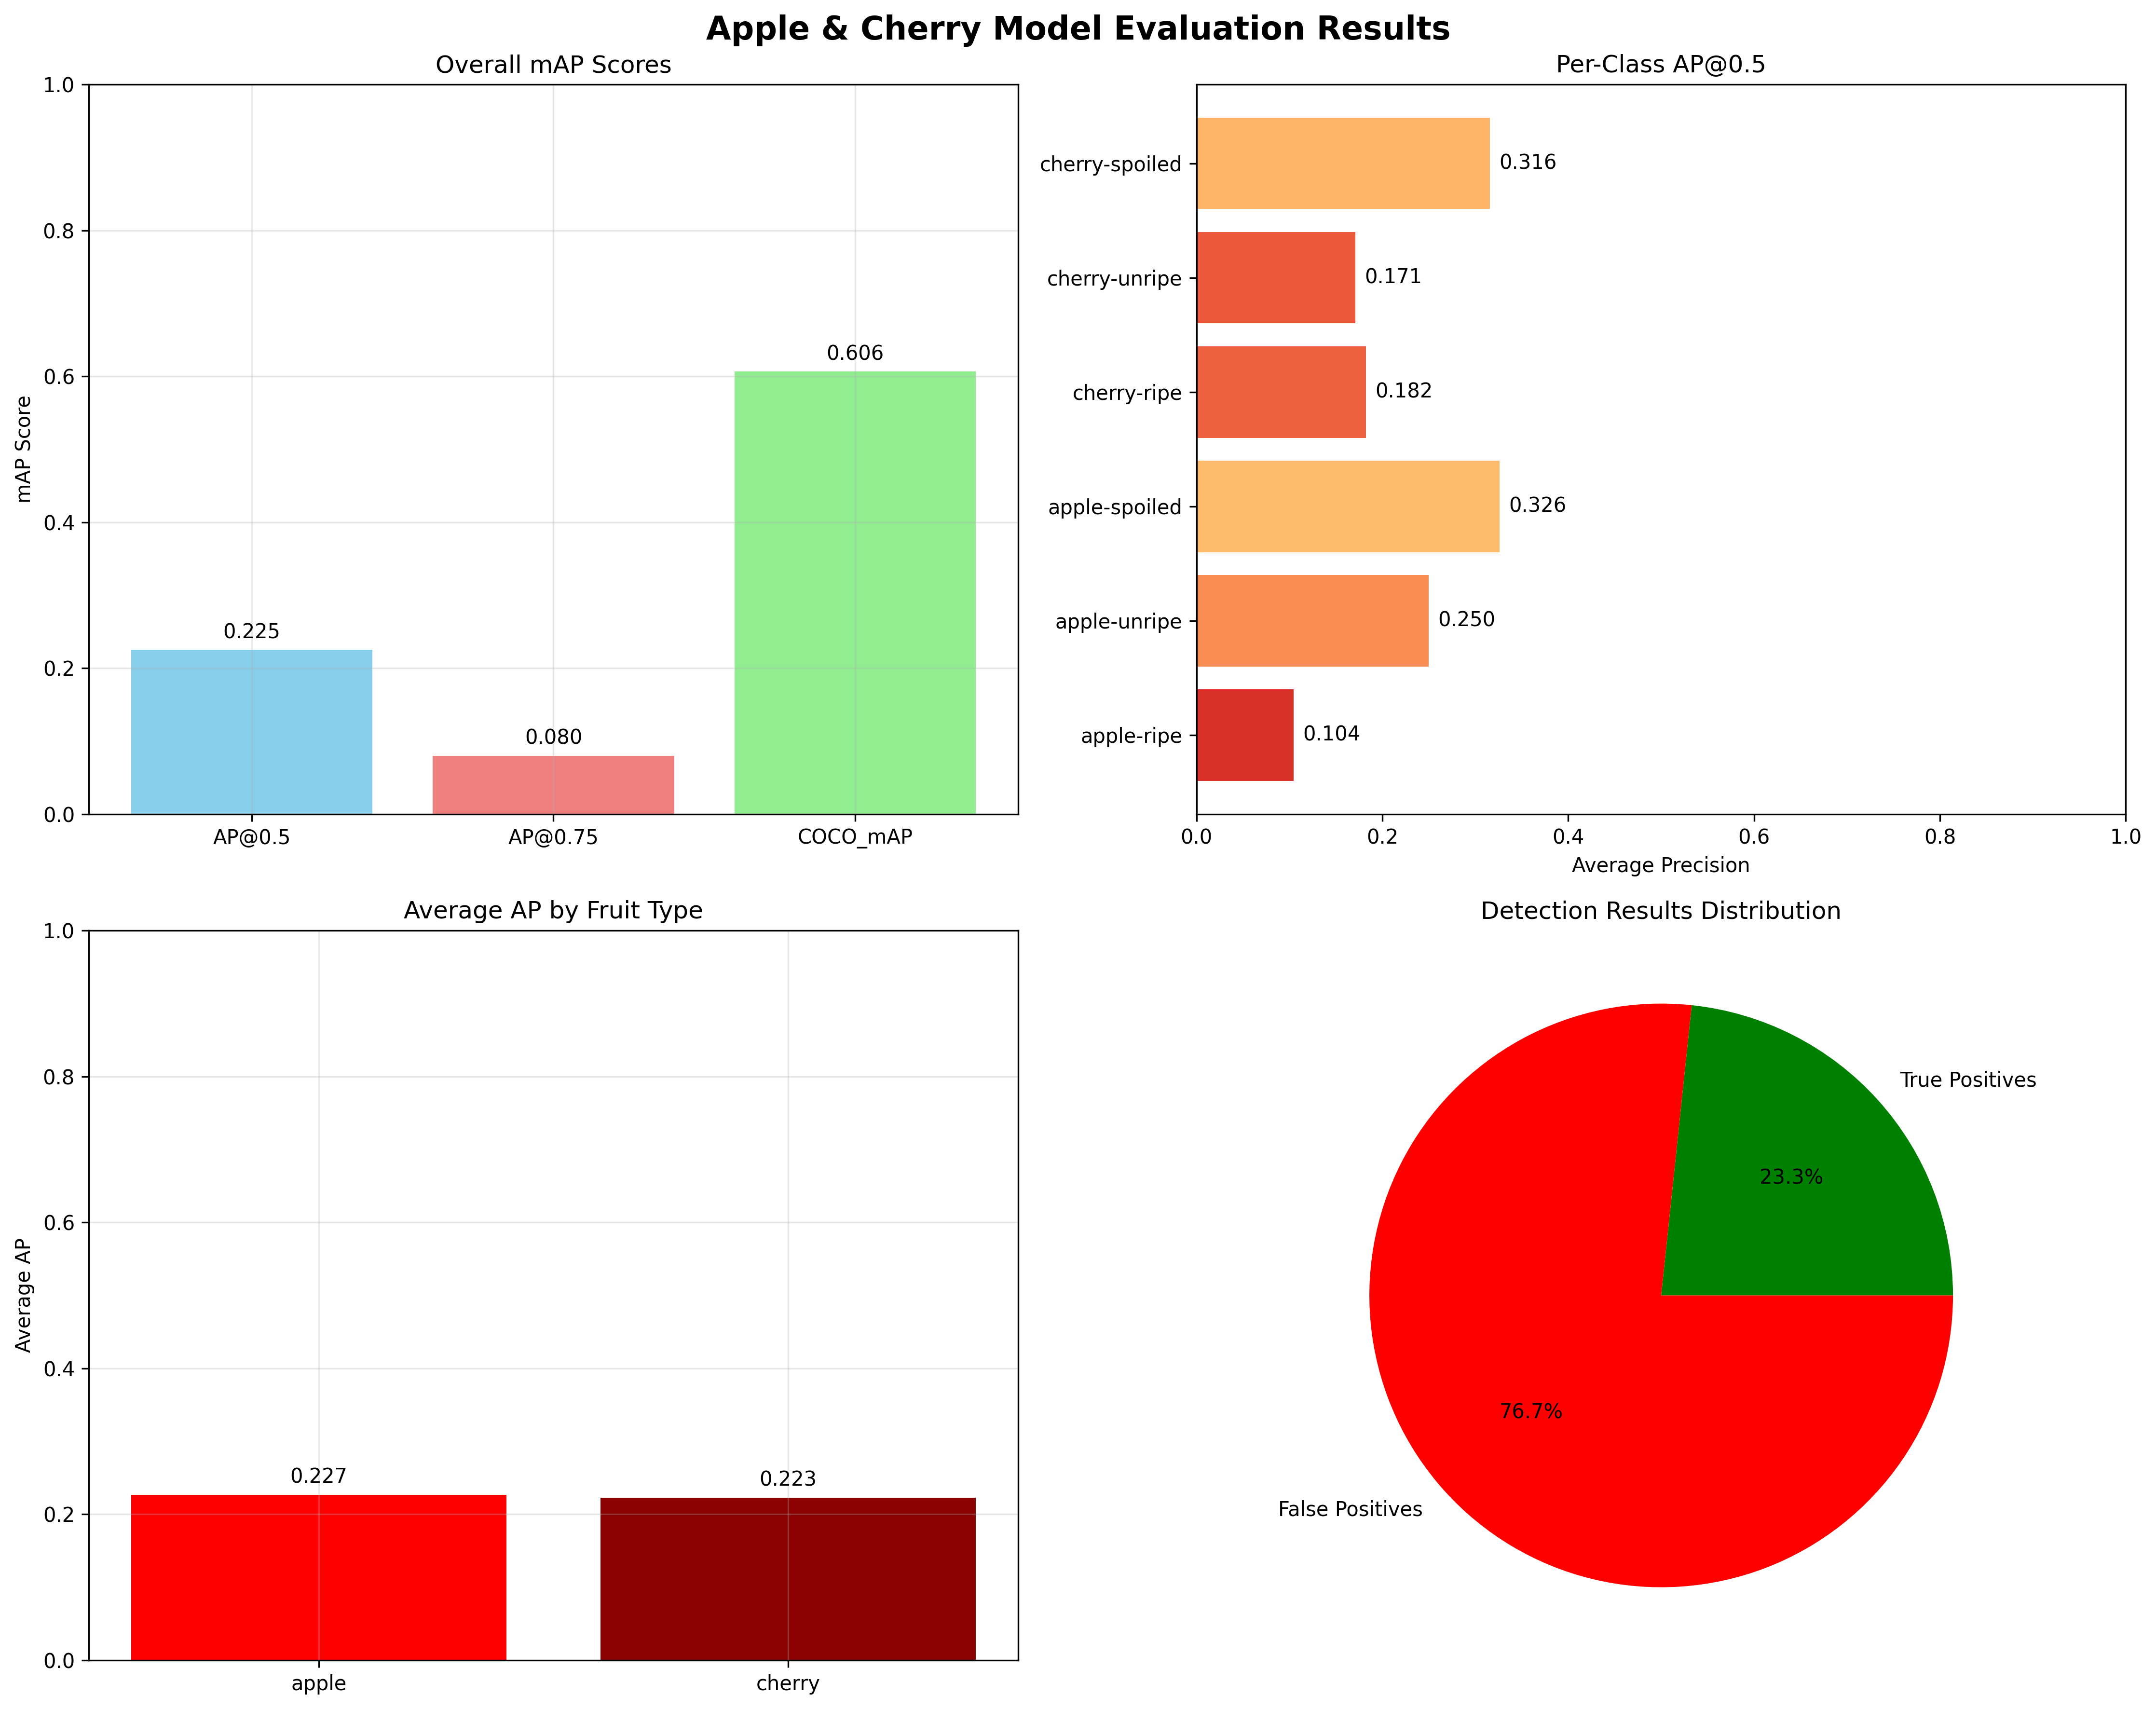 Apple & Cherry Model Evaluation Results
Overall mAP Scores
mAP Score
1.0
0.8
0.6
0.4
0.2
0.0
0.225
0.080
0.606
AP@0.5
AP@0.75
COCO_mAP
Per-Class AP@0.5
cherry-spoiled
0.316
cherry-unripe
0.171
cherry-ripe
0.182
apple-spoiled
0.326
apple-unripe
0.250
apple-ripe
0.104
0.0
0.2
0.4
0.6
0.8
1.0
Average Precision
Average AP by Fruit Type
Average AP
1.0
0.8
0.6
0.4
0.2
0.0
0.227
0.223
apple
cherry
Detection Results Distribution
True Positives
23.3%
76.7%
False Positives